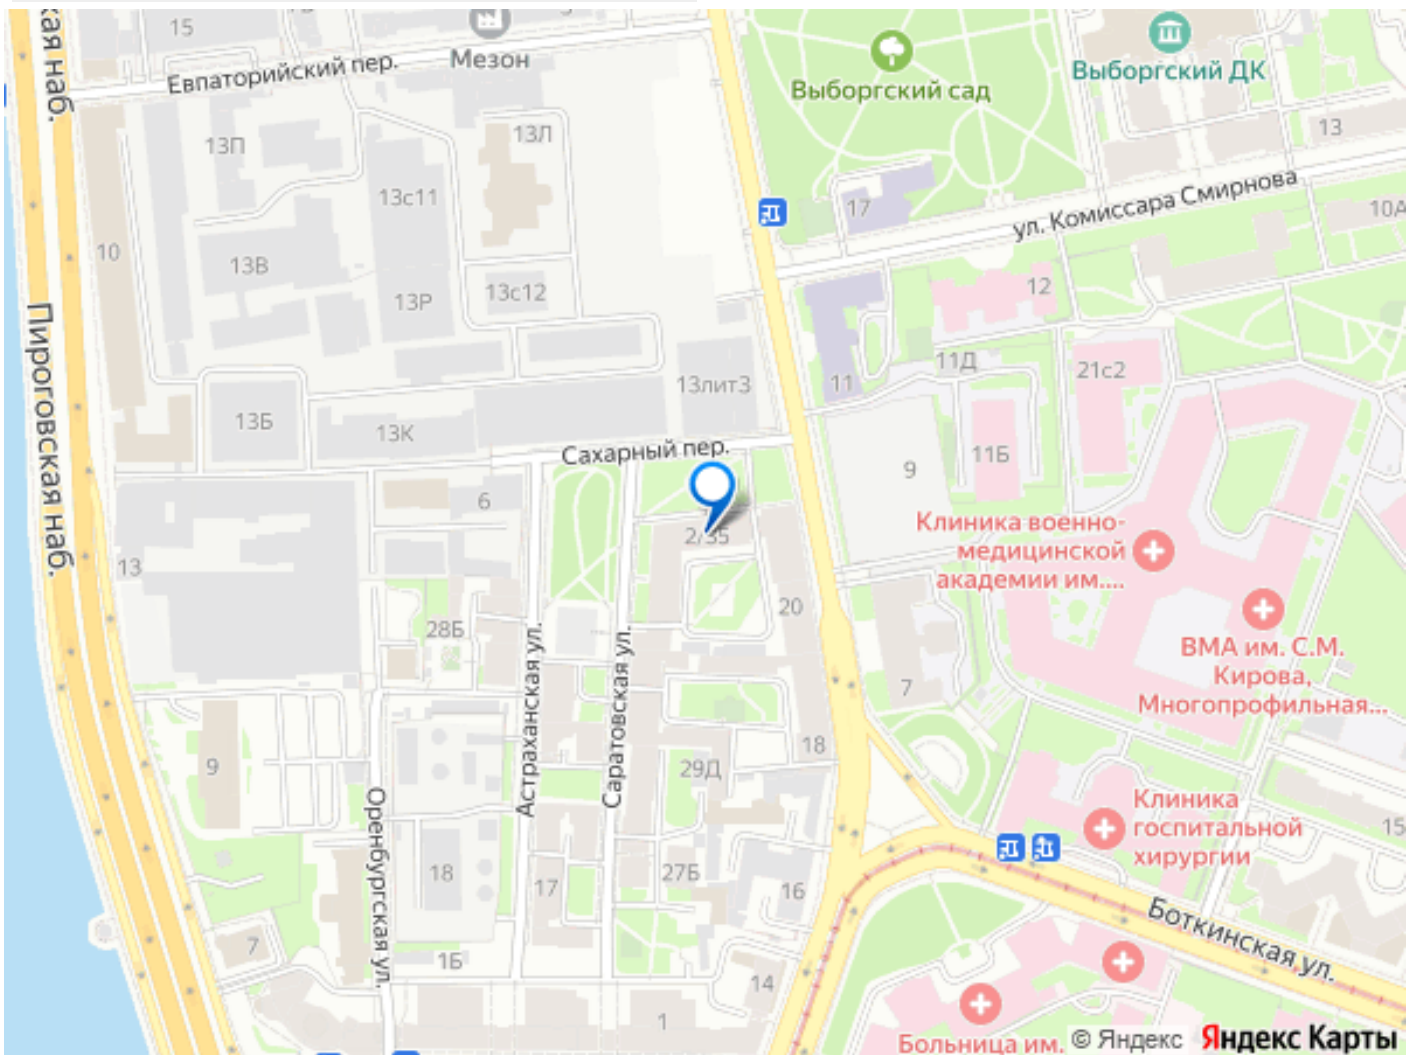 15
кая наб.
Мезон
Евпаторийский пер.
Выборгский сад
Выборгский ДК
13
13П
13Л
13с11
17
ул. Комиссара Смирнова
10А
10
13В
13с12
12
13Р
Пироговская наб.
11Д
21с2
11
13лит3
13Б
13К
Сахарный пер.
11Б
9
6
2/35
Клиника военно-
медицинской
академии им....
13
20
28Б
ВМА им. С.М.
Кирова,
Многопрофильная...
Астраханская ул.
Саратовская ул.
7
18
9
29Д
Оренбургская ул.
Клиника
госпитальной
хирургии
15
18
17
27Б
16
Боткинская ул.
7
1Б
14
1
Больница им.
© Яндекс Яндекс Карты